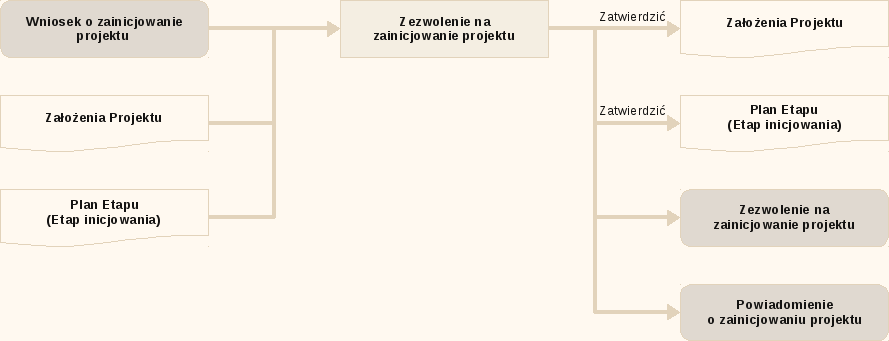 Wniosek o zainicjowanie
projektu
Założenia Projektu
Plan Etapu
(Etap inicjowania)
Zezwolenie na
zainicjowanie projektu
Zatwierdzić
Założenia Projektu
Zatwierdzić
Plan Etapu
(Etap inicjowania)
Zezwolenie na
zainicjowanie projektu
Powiadomienie
o zainicjowaniu projektu